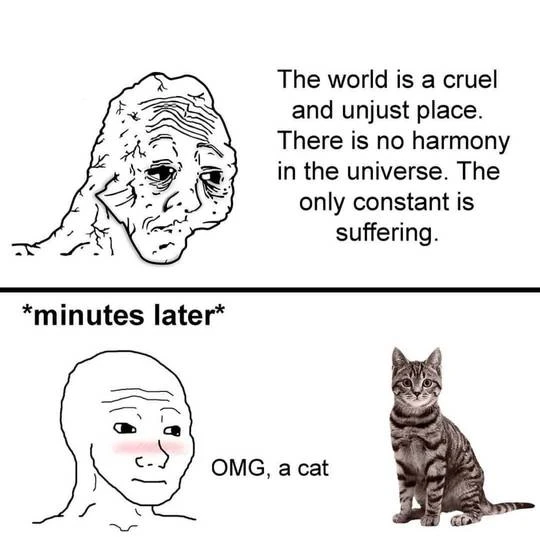 The world is a cruel
and unjust place.
There is no harmony
in the universe. The
only constant is
suffering.
*minutes later*
OMG, a cat